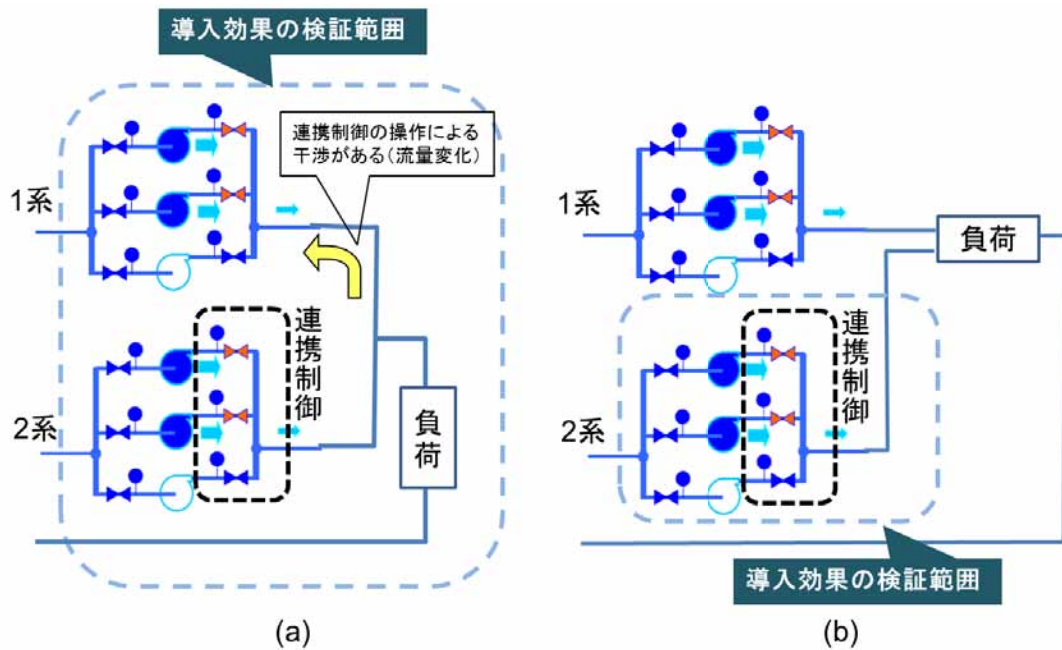 導入効果の検証範囲
連携制御の操作による
干渉がある(流量変化)
1系
連携制御
2系
負荷
(a)
1系
負荷
連携制御
2系
導入効果の検証範囲
(b)